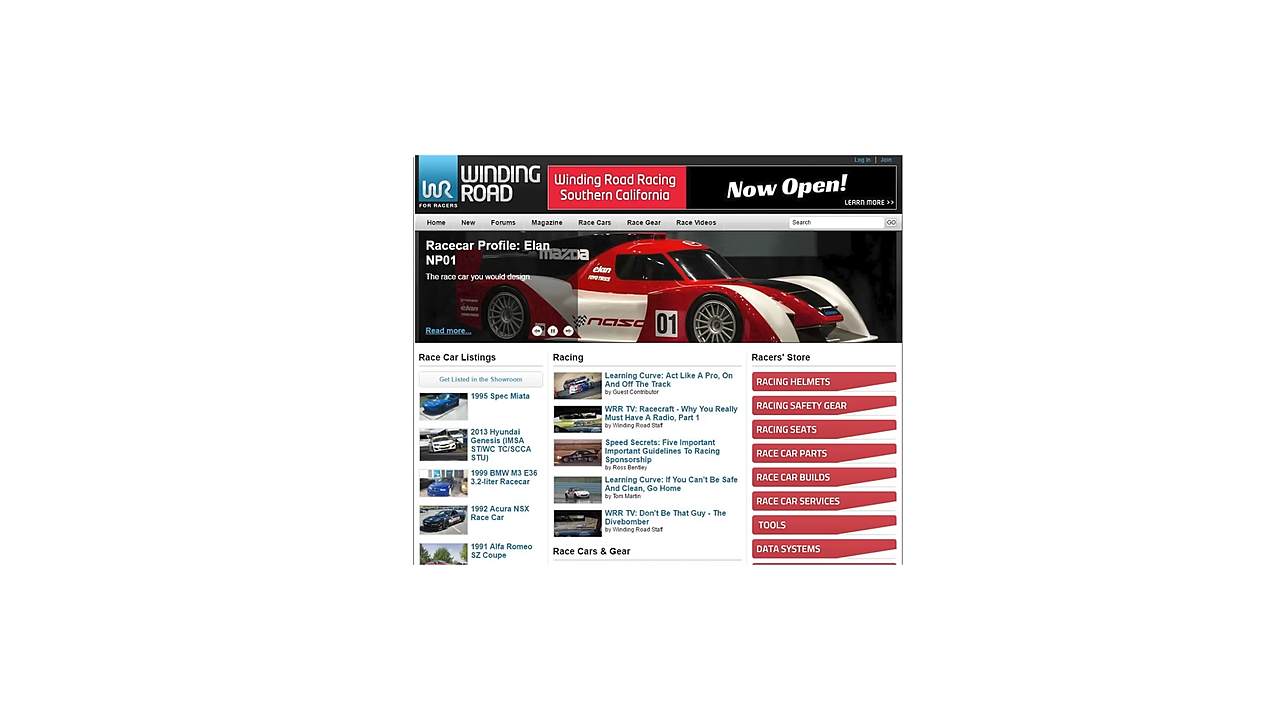 Log In | Join
WR
FOR RACERS
WINDING
ROAD
Winding Road Racing
Southern California
Now Open!
LEARN MORE >>
Home New Forums Magazine Race Cars Race Gear Race Videos
Search GO
Racecar Profile: Elan
NP01
The race car you would design
Read more...
mazda
élan
nasa
01
Race Car Listings
Get Listed in the Showroom
1995 Spec Miata
2013 Hyundai
Genesis (IMSA
ST/WC TC/SCCA
STU)
1999 BMW M3 E36
3.2-liter Racecar
1992 Acura NSX
Race Car
1991 Alfa Romeo
SZ Coupe
Racing
Learning Curve: Act Like A Pro, On
And Off The Track
by Guest Contributor
WRR TV: Racecraft - Why You Really
Must Have A Radio, Part 1
by Winding Road Staff
Speed Secrets: Five Important
Important Guidelines To Racing
Sponsorship
by Ross Bentley
Learning Curve: If You Can't Be Safe
And Clean, Go Home
by Tom Martin
WRR TV: Don't Be That Guy - The
Divebomber
by Winding Road Staff
Race Cars & Gear
Racers' Store
RACING HELMETS
RACING SAFETY GEAR
RACING SEATS
RACE CAR PARTS
RACE CAR BUILDS
RACE CAR SERVICES
TOOLS
DATA SYSTEMS